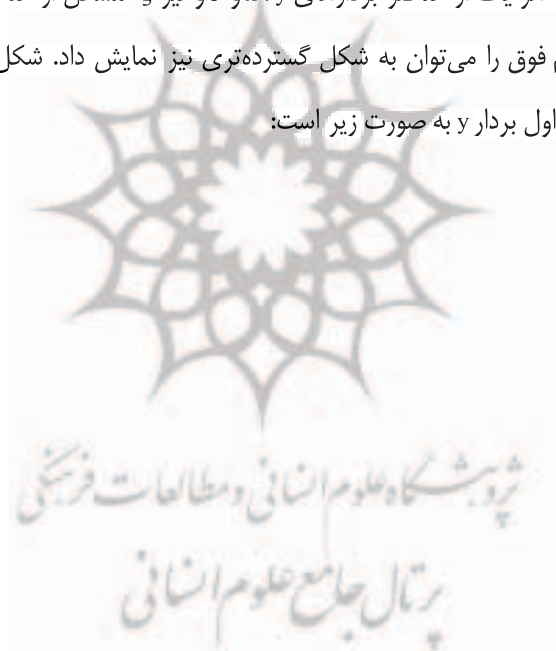 فوق را می‌توان به شکل گسترده‌تری نیز نمایش داد. شکل
اول بردار y به صورت زیر است:
پژوهشگاه علوم انسانی و مطالعات فرهنگی
پرتال جامع علوم انسانی